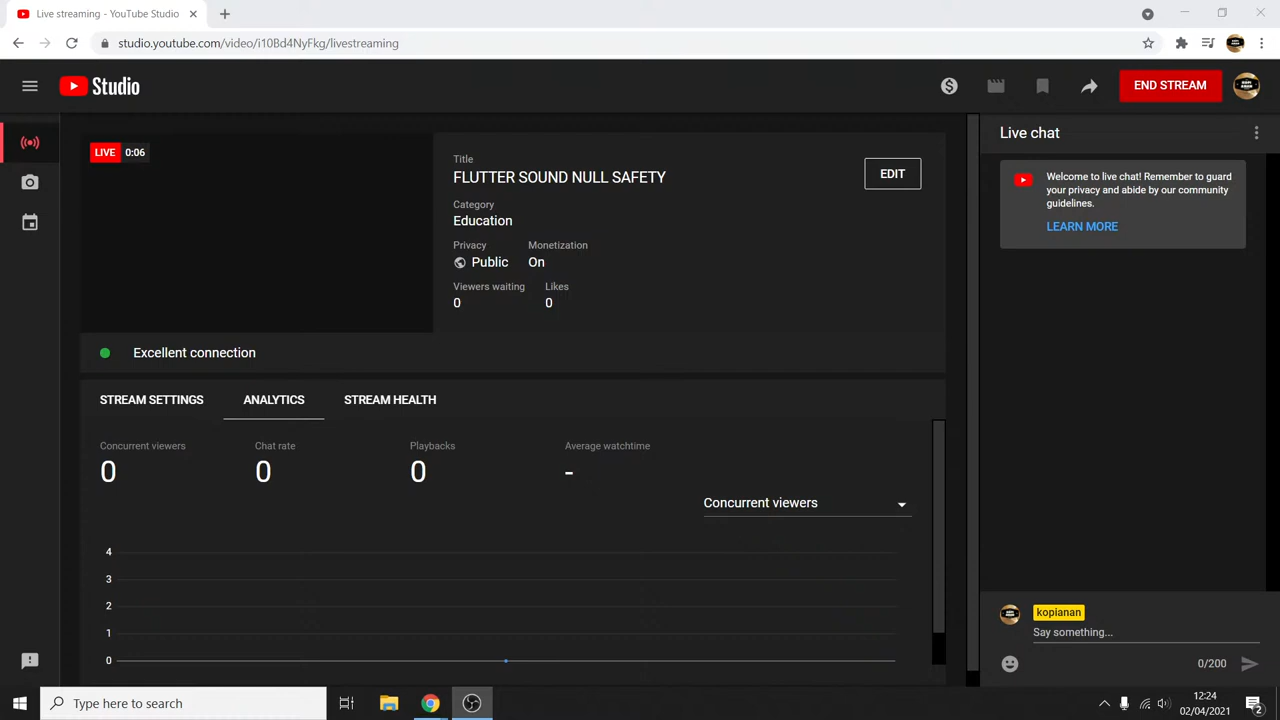 Live streaming - YouTube Studio
studio.youtube.com/video/i10Bd4NyFkg/livestreaming
Studio
END STREAM
LIVE 0:06
Title
FLUTTER SOUND NULL SAFETY
EDIT
Category
Education
Privacy Monetization
Public On
Viewers waiting Likes
0 0
Excellent connection
STREAM SETTINGS ANALYTICS STREAM HEALTH
Concurrent viewers Chat rate Playbacks Average watchtime
0 0 0 -
Concurrent viewers
4
3
2
1
0
Live chat
Welcome to live chat! Remember to guard
your privacy and abide by our community
guidelines.
LEARN MORE
kopianan
Say something...
0/200
Type here to search
12:24
02/04/2021
2